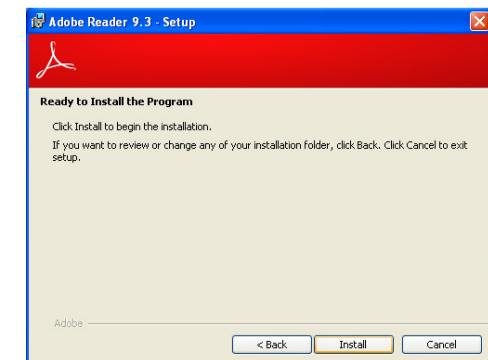 Adobe Reader 9.3 - Setup
Ready to Install the Program
Click Install to begin the installation.
If you want to review or change any of your installation folder, click Back. Click Cancel to exit
setup.
Adobe
< Back Install Cancel